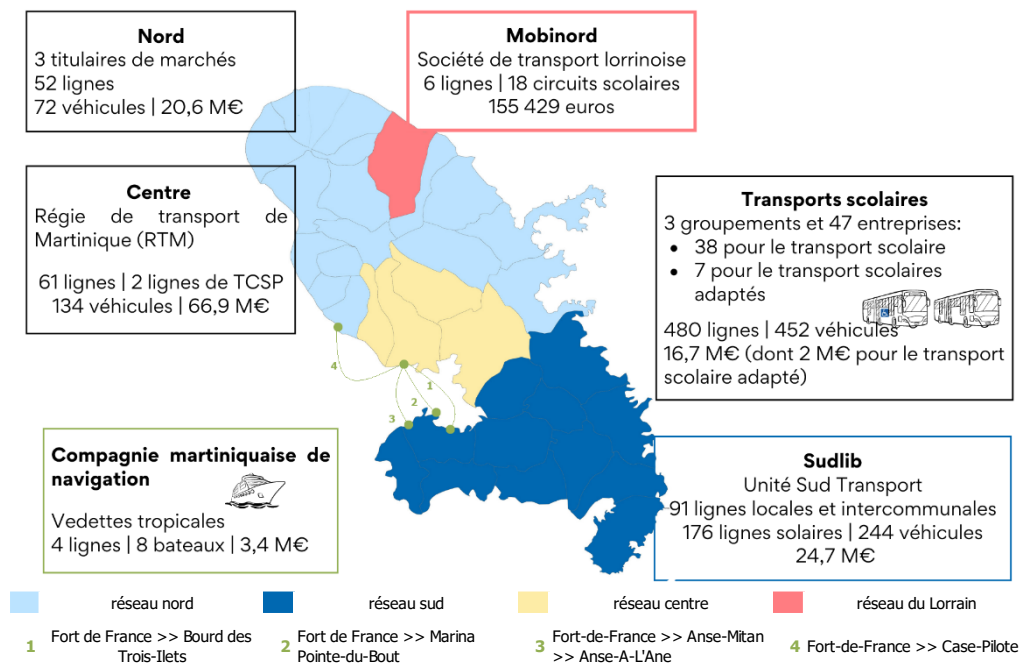 Nord
3 titulaires de marchés
52 lignes
72 véhicules | 20,6 M€
Mobinord
Société de transport lorrinoise
6 lignes | 18 circuits scolaires
155 429 euros
Centre
Régie de transport de
Martinique (RTM)
61 lignes | 2 lignes de TCSP
134 véhicules | 66,9 M€
Transports scolaires
3 groupements et 47 entreprises:
• 38 pour le transport scolaire
• 7 pour le transport scolaires
adaptés
480 lignes | 452 véhicules
16,7 M€ (dont 2 M€ pour le transport
scolaire adapté)
4
1
2
3
Compagnie martiniquaise de
navigation
Vedettes tropicales
4 lignes | 8 bateaux | 3,4 M€
Sudlib
Unité Sud Transport
91 lignes locales et intercommunales
176 lignes solaires | 244 véhicules
24,7 M€
réseau nord
réseau sud
réseau centre
réseau du Lorrain
1 Fort de France >> Bourd des
Trois-Ilets
2 Fort de France >> Marina
Pointe-du-Bout
3 Fort-de-France >> Anse-Mitan
>> Anse-A-L'Ane
4 Fort-de-France >> Case-Pilote